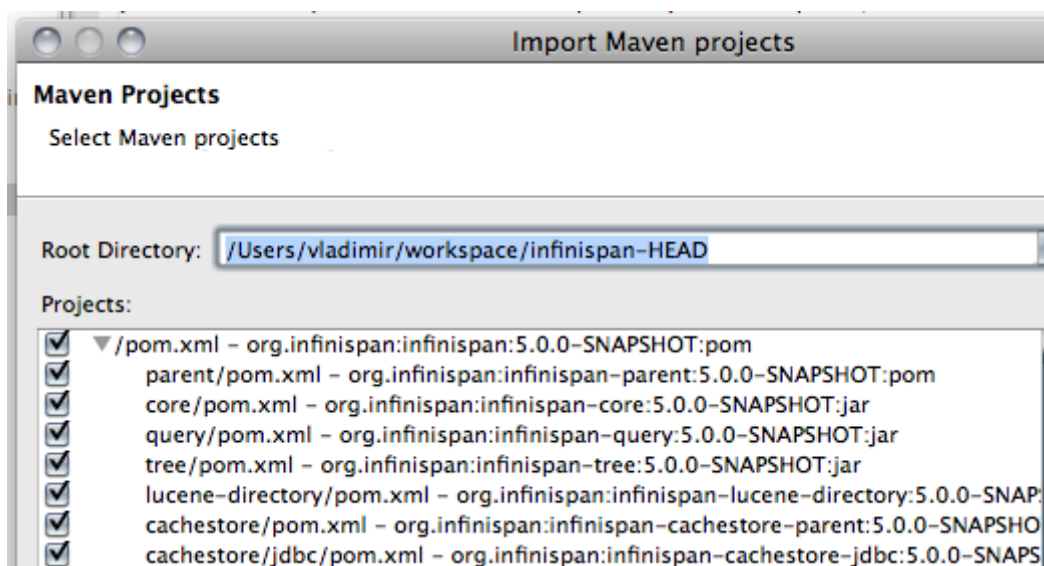 Import Maven projects
Maven Projects
Select Maven projects
Root Directory: /Users/vladimir/workspace/infinispan-HEAD
Projects:
/pom.xml – org.infinispan:infinispan:5.0.0-SNAPSHOT:pom
parent/pom.xml – org.infinispan:infinispan-parent:5.0.0-SNAPSHOT:pom
core/pom.xml – org.infinispan:infinispan-core:5.0.0-SNAPSHOT:jar
query/pom.xml – org.infinispan:infinispan-query:5.0.0-SNAPSHOT:jar
tree/pom.xml – org.infinispan:infinispan-tree:5.0.0-SNAPSHOT:jar
lucene-directory/pom.xml – org.infinispan:infinispan-lucene-directory:5.0.0-SNAP
cachestore/pom.xml – org.infinispan:infinispan-cachestore-parent:5.0.0-SNAPSHO
cachestore/jdbc/pom.xml – org.infinispan:infinispan-cachestore-jdbc:5.0.0-SNAPS